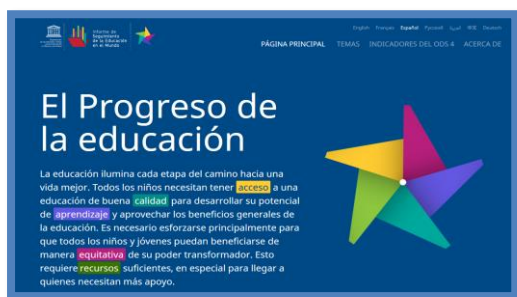 English Français Español Русский العربية 中文 Deutsch
Informe de
Seguimiento
de la Educación
en el Mundo
PÁGINA PRINCIPAL TEMAS INDICADORES DEL ODS 4 ACERCA DE
El Progreso de
la educación
La educación ilumina cada etapa del camino hacia una
vida mejor. Todos los niños necesitan tener acceso a una
educación de buena calidad para desarrollar su potencial
de aprendizaje y aprovechar los beneficios generales de
la educación. Es necesario esforzarse principalmente para
que todos los niños y jóvenes puedan beneficiarse de
manera equitativa de su poder transformador. Esto
requiere recursos suficientes, en especial para llegar a
quienes necesitan más apoyo.